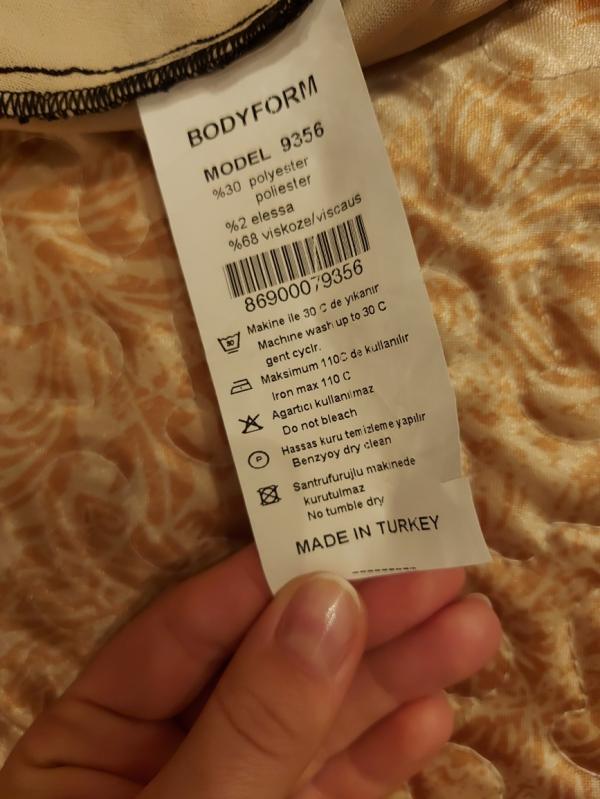 BODYFORM
MODEL 9356
%30 polyester
poliester
%2 elessa
%68 viskoze/viscaus
86900079356
30
Makine ile 30 C de yıkanır
Machine wash up to 30 C
gent cyclr.
Maksimum 110C de kullanılır
Iron max 110 C
Agartıcı kullanılmaz
Do not bleach
P
Hassas kuru temizleme yapılır
Benzyoy dry clean
Santrufurujlu makinede
kurutulmaz
No tumble dry
MADE IN TURKEY